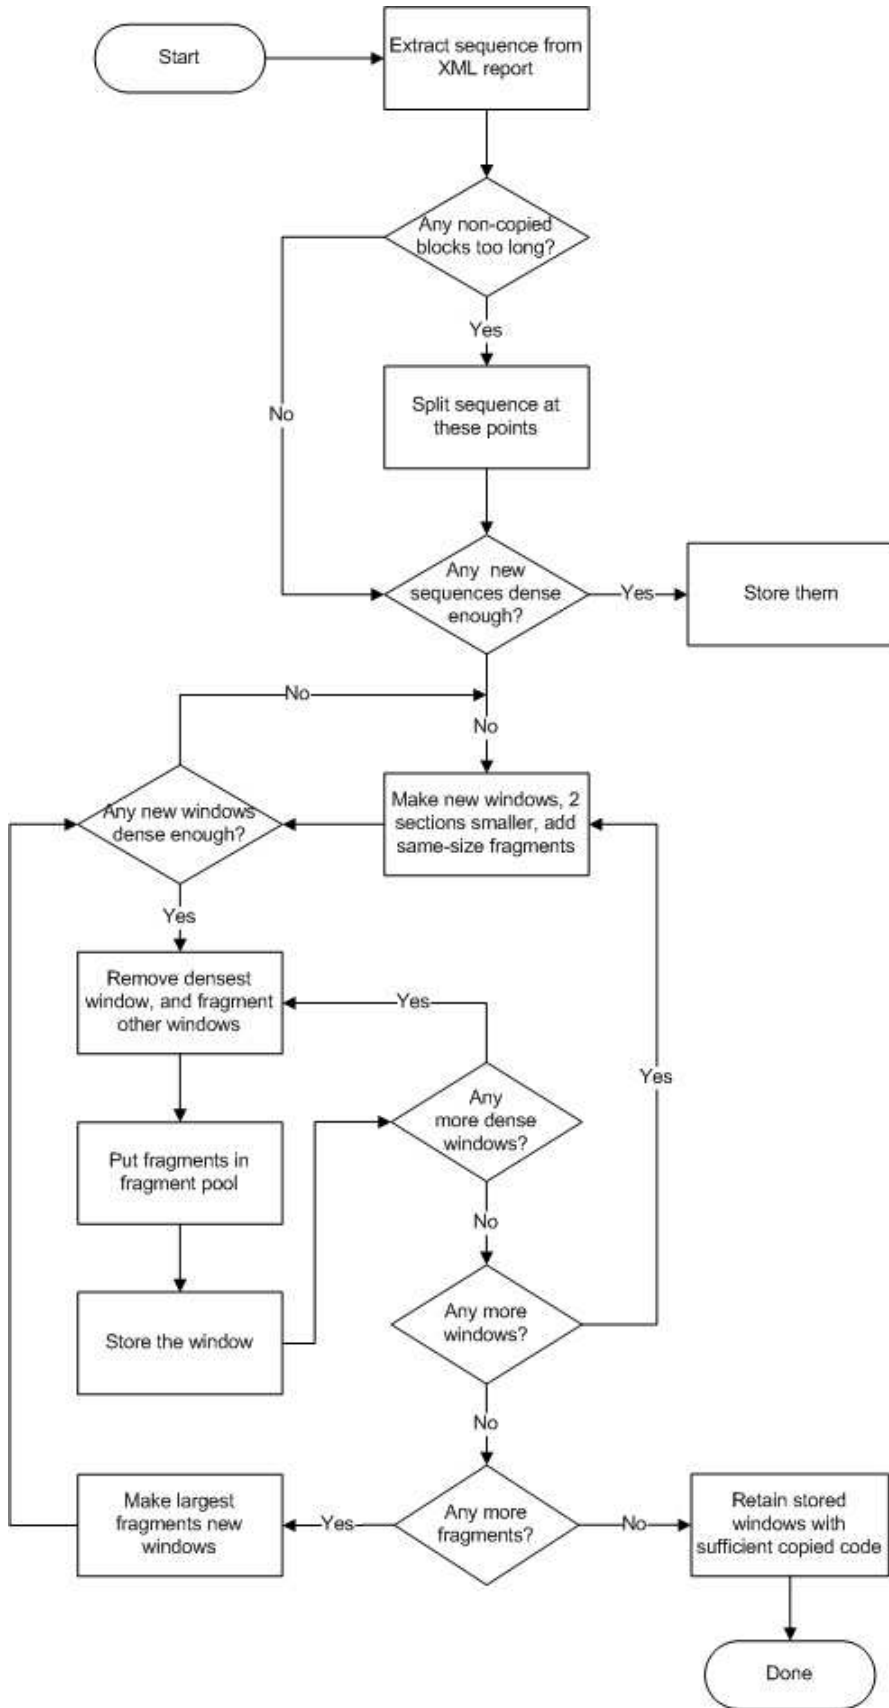 Start
Extract sequence from
XML report
Any non-copied
blocks too long?
Yes
No
Split sequence at
these points
Any new
sequences dense
enough?
Yes
Store them
No
No
Any new windows
dense enough?
Make new windows, 2
sections smaller, add
same-size fragments
Yes
Remove densest
window, and fragment
other windows
Yes
Yes
Any
more dense
windows?
Put fragments in
fragment pool
No
Any more
windows?
Store the window
No
Make largest
fragments new
windows
Yes
Any more
fragments?
No
Retain stored
windows with
sufficient copied code
Done